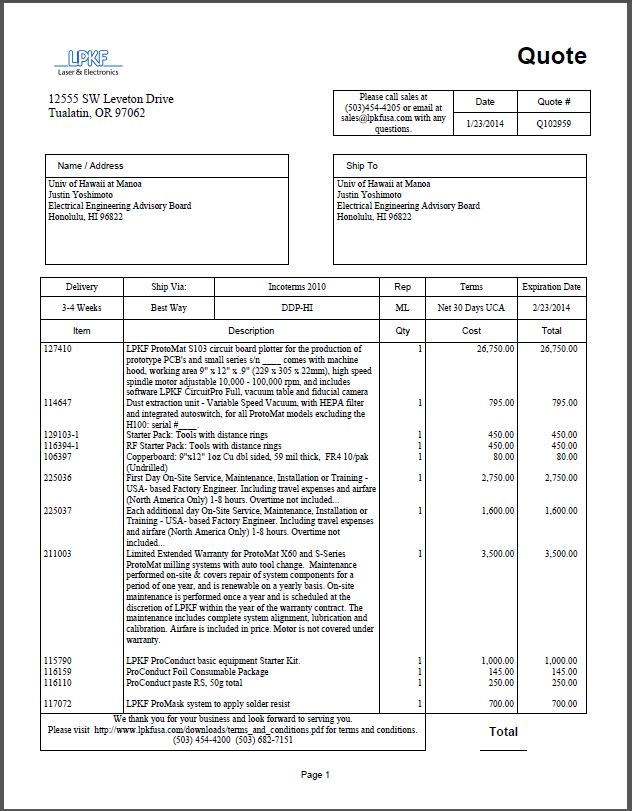 LPKF
Laser & Electronics
Quote
12555 SW Leveton Drive
Tualatin, OR 97062
Please call sales at
(503)454-4205 or email at
sales@lpkfusa.com with any
questions.
Date
Quote #
1/23/2014
Q102959
Name / Address
Univ of Hawaii at Manoa
Justin Yoshimoto
Electrical Engineering Advisory Board
Honolulu, HI 96822
Ship To
Univ of Hawaii at Manoa
Justin Yoshimoto
Electrical Engineering Advisory Board
Honolulu, HI 96822
Delivery Ship Via: Incoterms 2010 Rep Terms Expiration Date
3-4 Weeks Best Way DDP-HI ML Net 30 Days UCA 2/23/2014
Item Description Qty Cost Total
127410 LPKF ProtoMat S103 circuit board plotter for the production of 1 26,750.00 26,750.00
prototype PCB's and small series s/n ____ comes with machine
hood, working area 9" x 12" x .9" (229 x 305 x 22mm), high speed
spindle motor adjustable 10,000 - 100,000 rpm, and includes
software LPKF CircuitPro Full, vacuum table and fiducial camera
114647 Dust extraction unit - Variable Speed Vacuum, with HEPA filter 1 795.00 795.00
and integrated autoswitch, for all ProtoMat models excluding the
H100: serial #____.
129103-1 Starter Pack: Tools with distance rings 1 450.00 450.00
116394-1 RF Starter Pack: Tools with distance rings 1 450.00 450.00
106397 Copperboard: 9"x12" 1oz Cu dbl sided, 59 mil thick, FR4 10/pak 1 80.00 80.00
(Undrilled)
225036 First Day On-Site Service, Maintenance, Installation or Training - 1 2,750.00 2,750.00
USA- based Factory Engineer. Including travel expenses and airfare
(North America Only) 1-8 hours. Overtime not included...
225037 Each additional day On-Site Service, Maintenance, Installation or 1 1,600.00 1,600.00
Training - USA- based Factory Engineer. Including travel expenses
and airfare (North America Only) 1-8 hours. Overtime not
included...
211003 Limited Extended Warranty for ProtoMat X60 and S-Series 1 3,500.00 3,500.00
ProtoMat milling systems with auto tool change. Maintenance
performed on-site & covers repair of system components for a
period of one year, and is renewable on a yearly basis. On-site
maintenance is performed once a year and is scheduled at the
discretion of LPKF within the year of the warranty contract. The
maintenance includes complete system alignment, lubrication and
calibration. Airfare is included in price. Motor is not covered under
warranty.
115790 LPKF ProConduct basic equipment Starter Kit. 1 1,000.00 1,000.00
116159 ProConduct Foil Consumable Package 1 145.00 145.00
116110 ProConduct paste RS, 50g total 1 250.00 250.00
117072 LPKF ProMask system to apply solder resist 1 700.00 700.00
We thank you for your business and look forward to serving you.
Please visit http://www.lpkfusa.com/downloads/terms_and_conditions.pdf for terms and conditions.
(503) 454-4200 (503) 682-7151
Total
Page 1